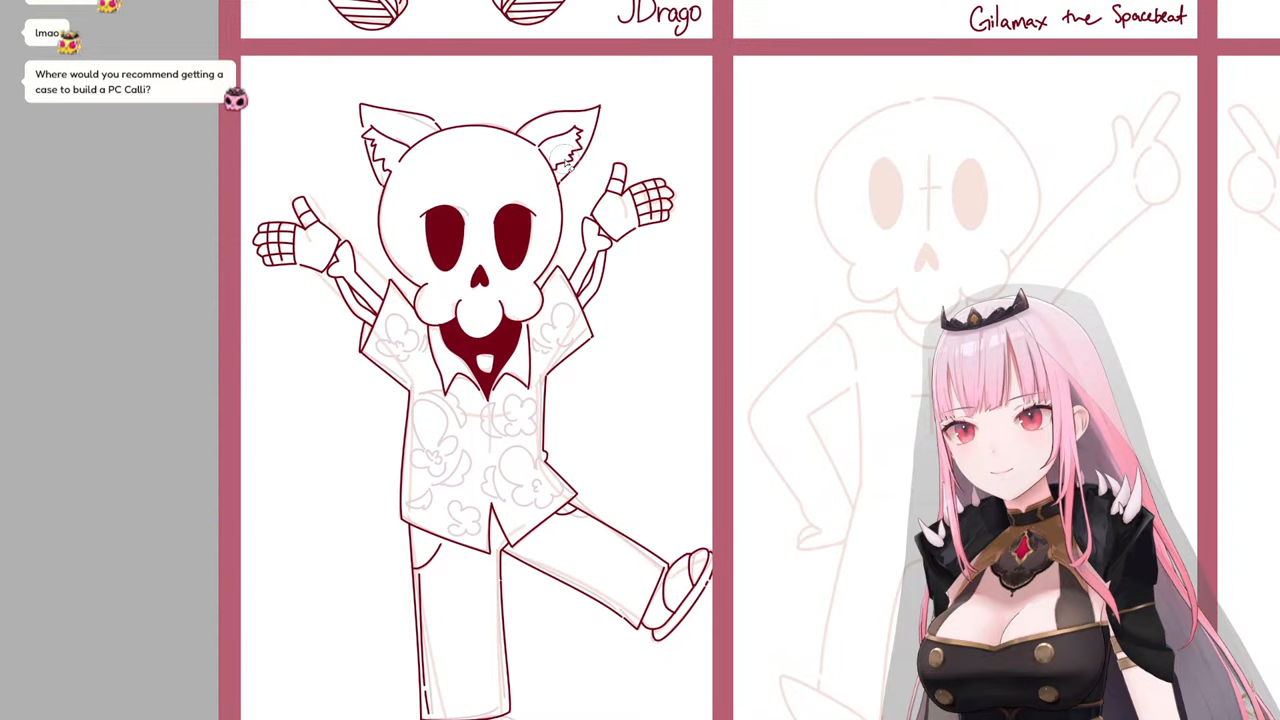 lmao
Where would you recommend getting a
case to build a PC Calli?
JDrago
Gilamax the Spacebeat